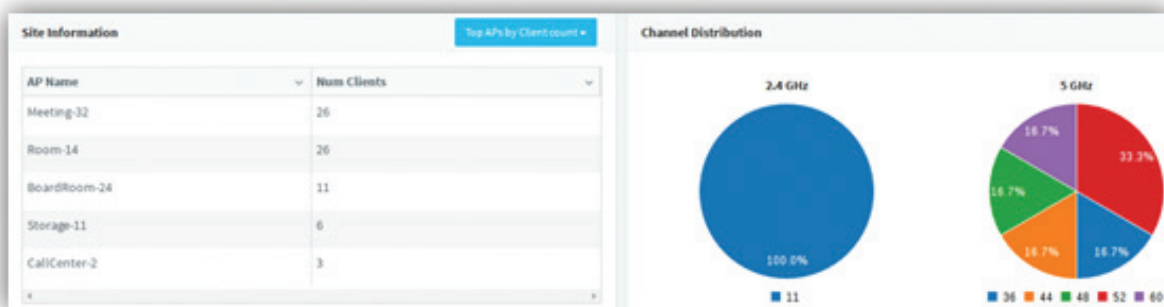 Site Information
Top APs by Client count
Channel Distribution
AP Name
Num Clients
Meeting-32
26
Room-14
26
BoardRoom-24
11
Storage-11
6
CallCenter-2
3
2.4 GHz
100.0%
11
5 GHz
16.7%
33.3%
16.7%
16.7%
16.7%
36 44 48 52 60